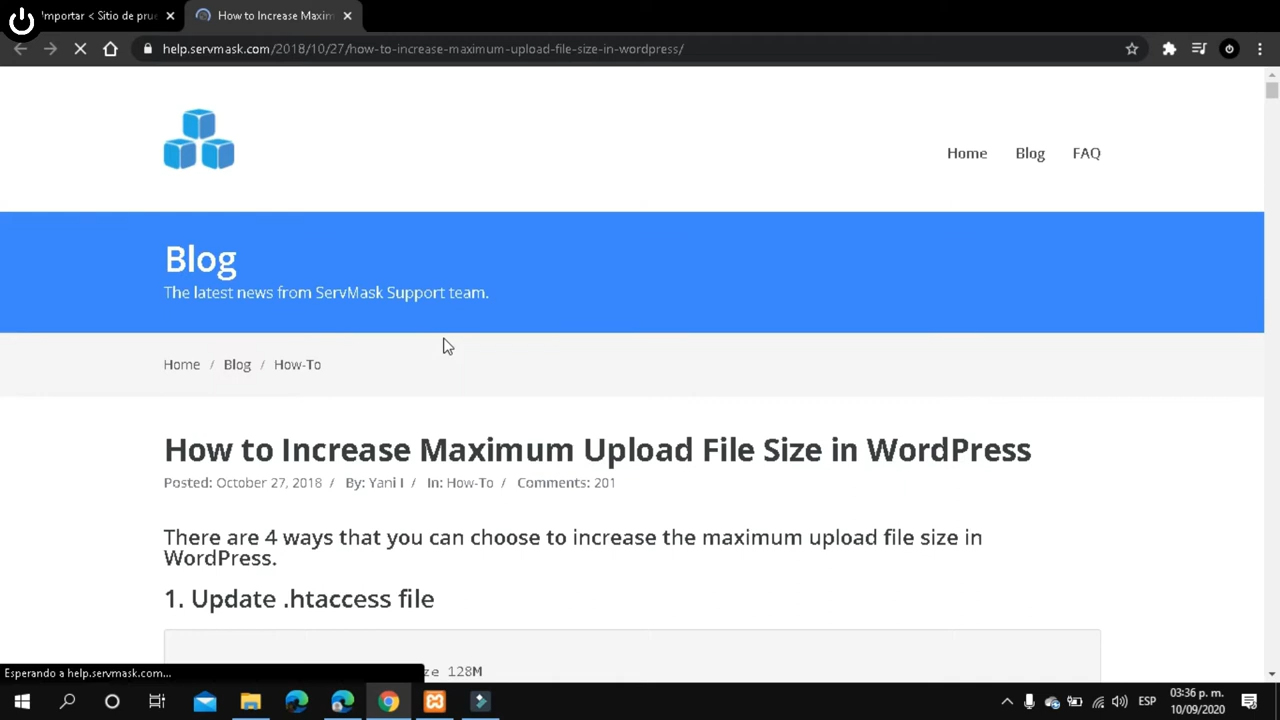 Importar < Sitio de prue
How to Increase Maximum
help.servmask.com/2018/10/27/how-to-increase-maximum-upload-file-size-in-wordpress/
Home Blog FAQ
Blog
The latest news from ServMask Support team.
Home / Blog / How-To
How to Increase Maximum Upload File Size in WordPress
Posted: October 27, 2018 / By: Yani I / In: How-To / Comments: 201
There are 4 ways that you can choose to increase the maximum upload file size in
WordPress.
1. Update .htaccess file
ze 128M
Esperando a help.servmask.com...
ESP
03:36 p. m.
10/09/2020